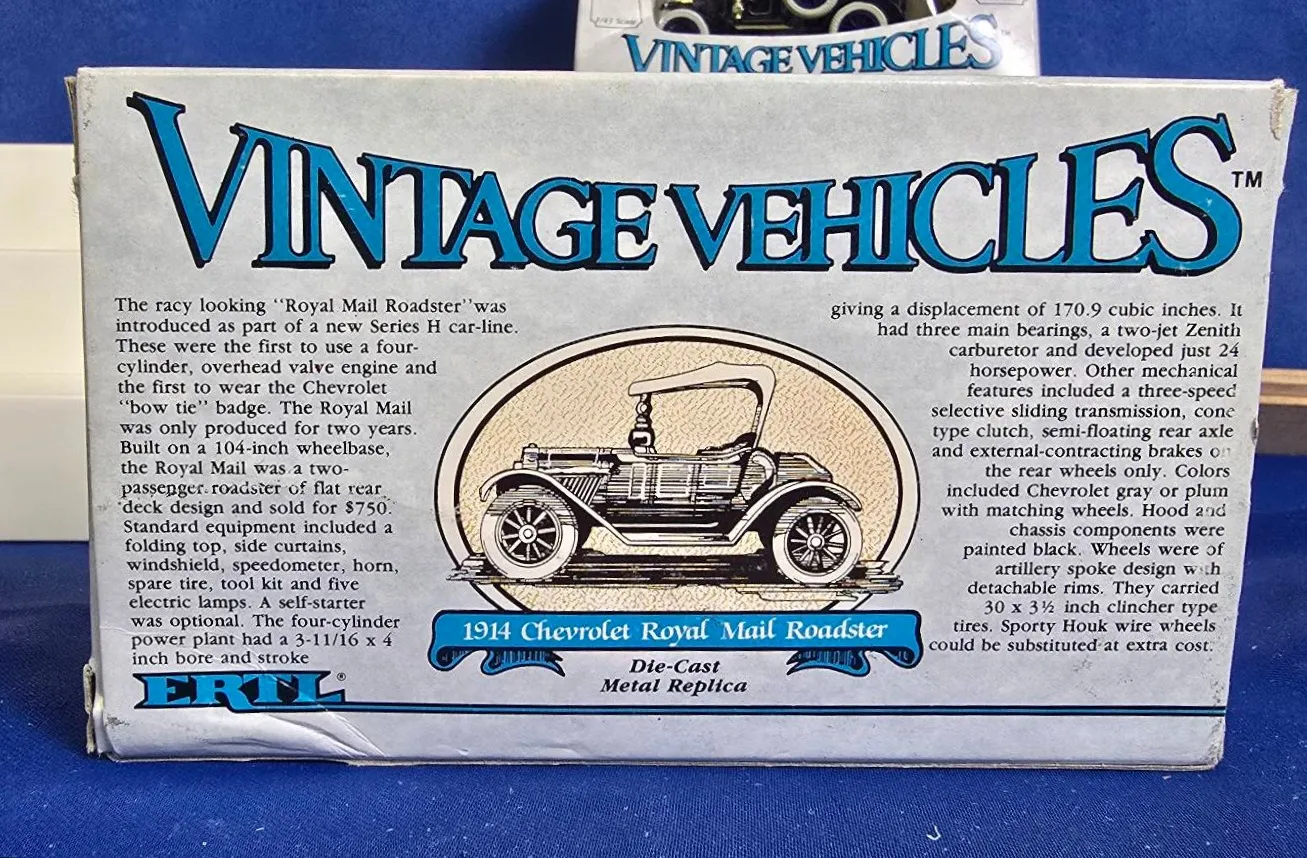 1/43 Scale
VINTAGE VEHICLES
VINTAGE VEHICLES™
The racy looking "Royal Mail Roadster" was
introduced as part of a new Series H car-line.
These were the first to use a four-
cylinder, overhead valve engine and
the first to wear the Chevrolet
"bow tie" badge. The Royal Mail
was only produced for two years.
Built on a 104-inch wheelbase,
the Royal Mail was a two-
passenger roadster of flat rear
deck design and sold for $750.
Standard equipment included a
folding top, side curtains,
windshield, speedometer, horn,
spare tire, tool kit and five
electric lamps. A self-starter
was optional. The four-cylinder
power plant had a 3-11/16 x 4
inch bore and stroke
giving a displacement of 170.9 cubic inches. It
had three main bearings, a two-jet Zenith
carburetor and developed just 24
horsepower. Other mechanical
features included a three-speed
selective sliding transmission, cone
type clutch, semi-floating rear axle
and external-contracting brakes on
the rear wheels only. Colors
included Chevrolet gray or plum
with matching wheels. Hood and
chassis components were
painted black. Wheels were of
artillery spoke design with
detachable rims. They carried
30 x 3½ inch clincher type
tires. Sporty Houk wire wheels
could be substituted at extra cost.
1914 Chevrolet Royal Mail Roadster
Die-Cast
Metal Replica
ERTL®